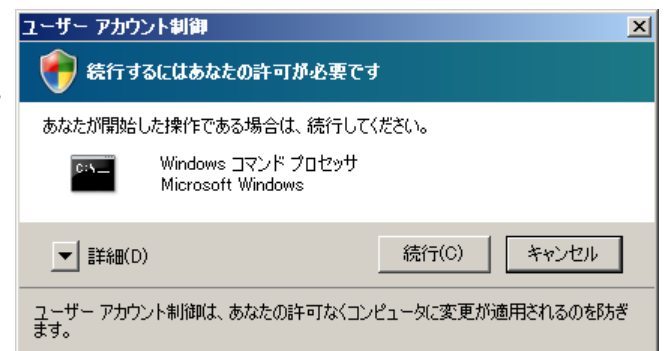 ユーザー アカウント制御
続行するにはあなたの許可が必要です
あなたが開始した操作である場合は、続行してください。
C:\_
Windows コマンド プロセッサ
Microsoft Windows
詳細(D)
続行(C)
キャンセル
ユーザー アカウント制御は、あなたの許可なくコンピュータに変更が適用されるのを防ぎ
ます。